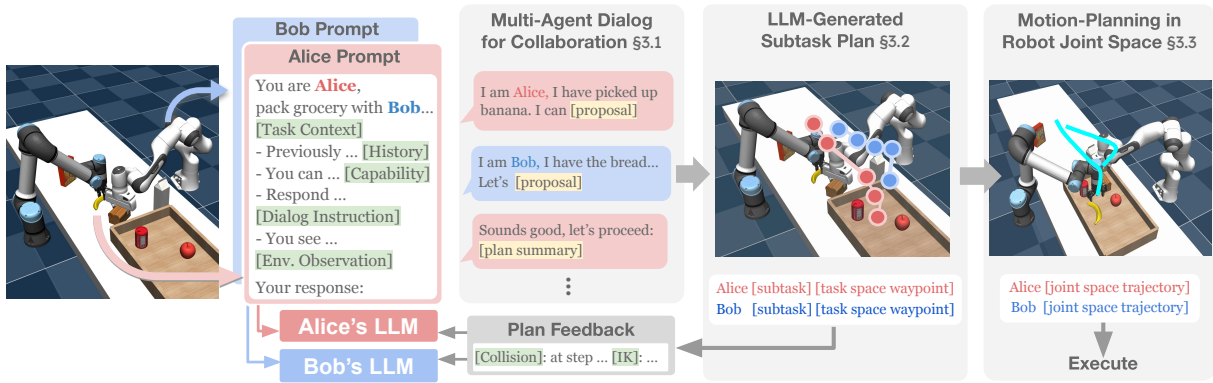 Bob Prompt
Alice Prompt
You are Alice,
pack grocery with Bob...
[Task Context]
- Previously ... [History]
- You can ... [Capability]
- Respond ...
[Dialog Instruction]
- You see ...
[Env. Observation]
Your response:
Alice's LLM
Bob's LLM
Multi-Agent Dialog
for Collaboration §3.1
I am Alice, I have picked up
banana. I can [proposal]
I am Bob, I have the bread...
Let's [proposal]
Sounds good, let's proceed:
[plan summary]
Plan Feedback
[Collision]: at step ... [IK]: ...
LLM-Generated
Subtask Plan §3.2
Alice [subtask] [task space waypoint]
Bob [subtask] [task space waypoint]
Motion-Planning in
Robot Joint Space §3.3
Alice [joint space trajectory]
Bob [joint space trajectory]
Execute